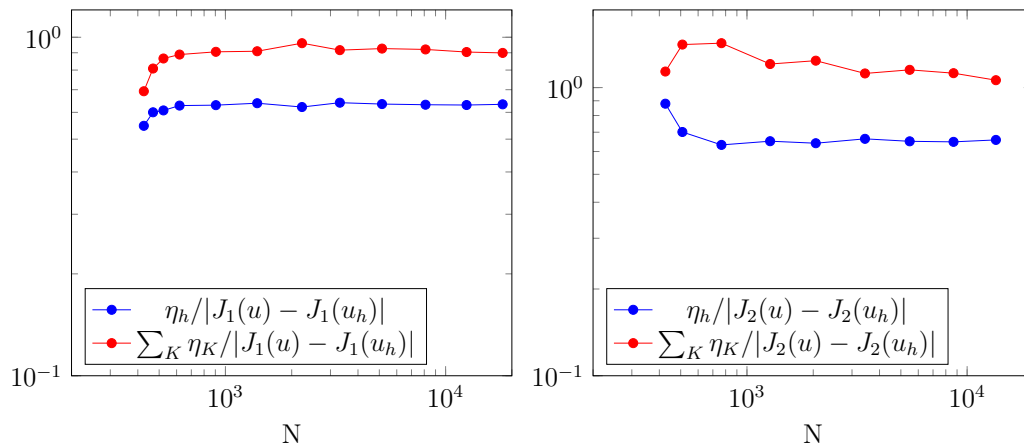 10^0
10^{-1}
10^3
10^4
N
η_h/|J_1(u) − J_1(u_h)|
∑_K η_K/|J_1(u) − J_1(u_h)|
10^0
10^{-1}
10^3
10^4
N
η_h/|J_2(u) − J_2(u_h)|
∑_K η_K/|J_2(u) − J_2(u_h)|